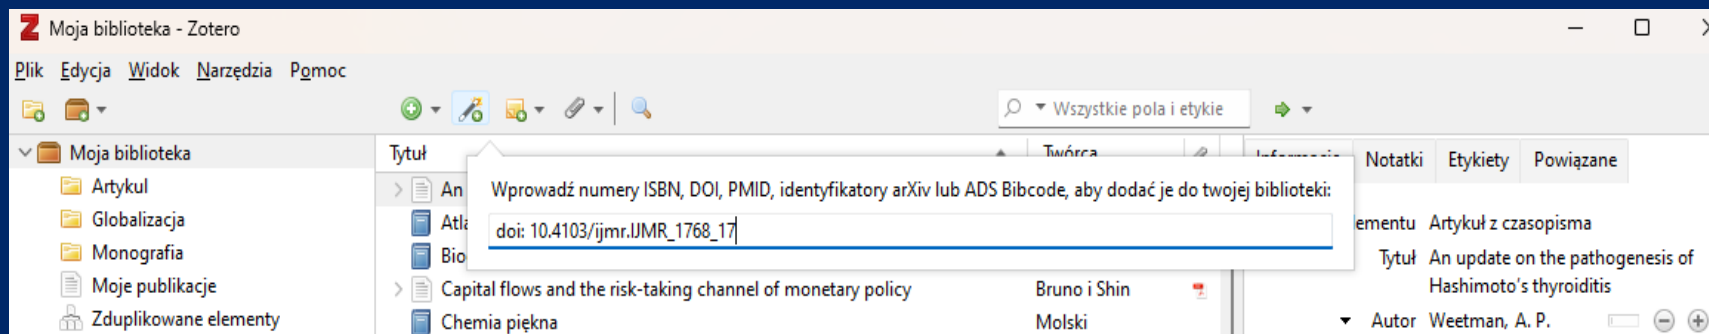 Moja biblioteka - Zotero
Plik Edycja Widok Narzędzia Pomoc
Wszystkie pola i etykie
Moja biblioteka
Artykuł
Globalizacja
Monografia
Moje publikacje
Zduplikowane elementy
Tytuł Twórca
An
Atla
Bio
Capital flows and the risk-taking channel of monetary policy Bruno i Shin
Chemia piękna Molski
Wprowadź numery ISBN, DOI, PMID, identyfikatory arXiv lub ADS Bibcode, aby dodać je do twojej biblioteki:
doi: 10.4103/ijmr.IJMR_1768_17
Informacje Notatki Etykiety Powiązane
ementu Artykuł z czasopisma
Tytuł An update on the pathogenesis of
Hashimoto's thyroiditis
Autor Weetman, A. P.